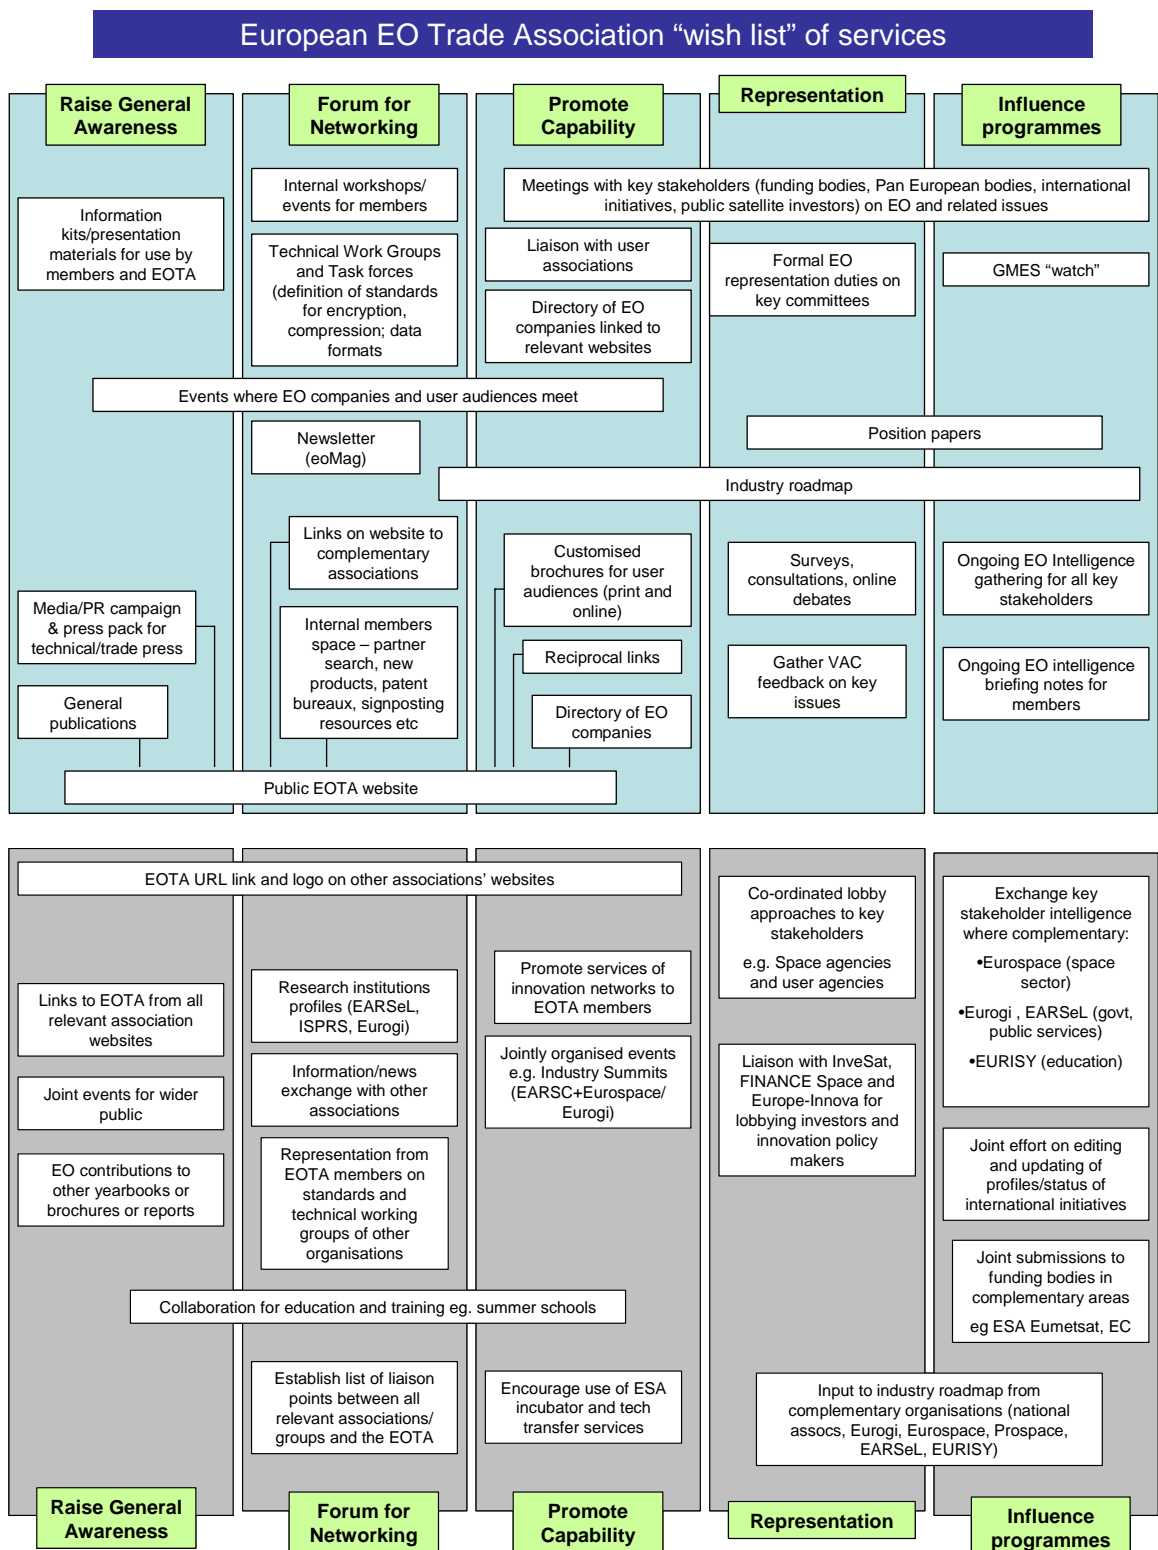 European EO Trade Association “wish list” of services
Raise General
Awareness
Forum for
Networking
Promote
Capability
Representation
Influence
programmes
Information
kits/presentation
materials for use by
members and EOTA
Internal workshops/
events for members
Technical Work Groups
and Task forces
(definition of standards
for encryption,
compression; data
formats
Meetings with key stakeholders (funding bodies, Pan European bodies, international
initiatives, public satellite investors) on EO and related issues
Liaison with user
associations
Directory of EO
companies linked to
relevant websites
Formal EO
representation duties on
key committees
GMES “watch”
Events where EO companies and user audiences meet
Newsletter
(eoMag)
Position papers
Industry roadmap
Links on website to
complementary
associations
Customised
brochures for user
audiences (print and
online)
Surveys,
consultations, online
debates
Ongoing EO Intelligence
gathering for all key
stakeholders
Media/PR campaign
& press pack for
technical/trade press
Internal members
space – partner
search, new
products, patent
bureaux, signposting
resources etc
Reciprocal links
Gather VAC
feedback on key
issues
Ongoing EO intelligence
briefing notes for
members
General
publications
Directory of EO
companies
Public EOTA website
EOTA URL link and logo on other associations’ websites
Links to EOTA from all
relevant association
websites
Joint events for wider
public
EO contributions to
other yearbooks or
brochures or reports
Research institutions
profiles (EARSeL,
ISPRS, Eurogi)
Information/news
exchange with other
associations
Representation from
EOTA members on
standards and
technical working
groups of other
organisations
Promote services of
innovation networks to
EOTA members
Jointly organised events
e.g. Industry Summits
(EARSC+Eurospace/
Eurogi)
Co-ordinated lobby
approaches to key
stakeholders
e.g. Space agencies
and user agencies
Liaison with InveSat,
FINANCE Space and
Europe-Innova for
lobbying investors and
innovation policy
makers
Exchange key
stakeholder intelligence
where complementary:
•Eurospace (space
sector)
•Eurogi , EARSeL (govt,
public services)
•EURISY (education)
Joint effort on editing
and updating of
profiles/status of
international initiatives
Joint submissions to
funding bodies in
complementary areas
eg ESA Eumetsat, EC
Collaboration for education and training eg. summer schools
Establish list of liaison
points between all
relevant associations/
groups and the EOTA
Encourage use of ESA
incubator and tech
transfer services
Input to industry roadmap from
complementary organisations (national
assocs, Eurogi, Eurospace, Prospace,
EARSeL, EURISY)
Raise General
Awareness
Forum for
Networking
Promote
Capability
Representation
Influence
programmes